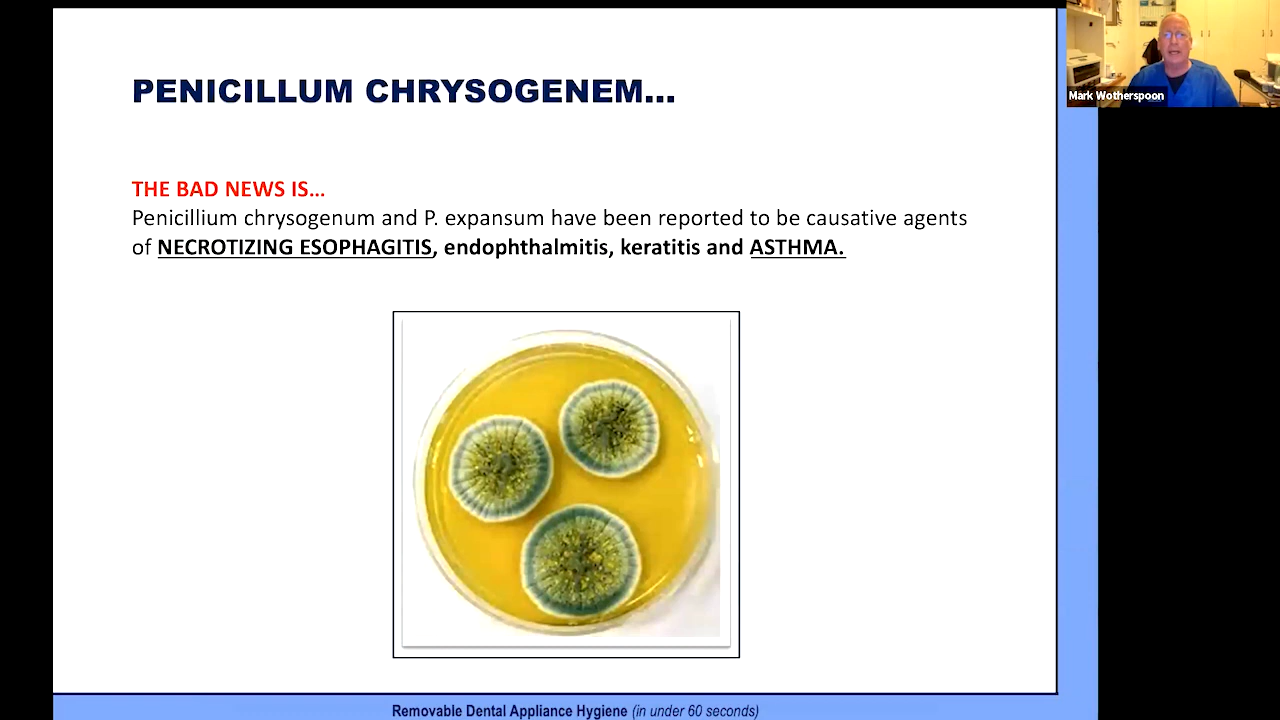 PENICILLUM CHRYSOGENEM...
Mark Wotherspoon
THE BAD NEWS IS...
Penicillium chrysogenum and P. expansum have been reported to be causative agents
of NECROTIZING ESOPHAGITIS, endophthalmitis, keratitis and ASTHMA.
Removable Dental Appliance Hygiene (in under 60 seconds)